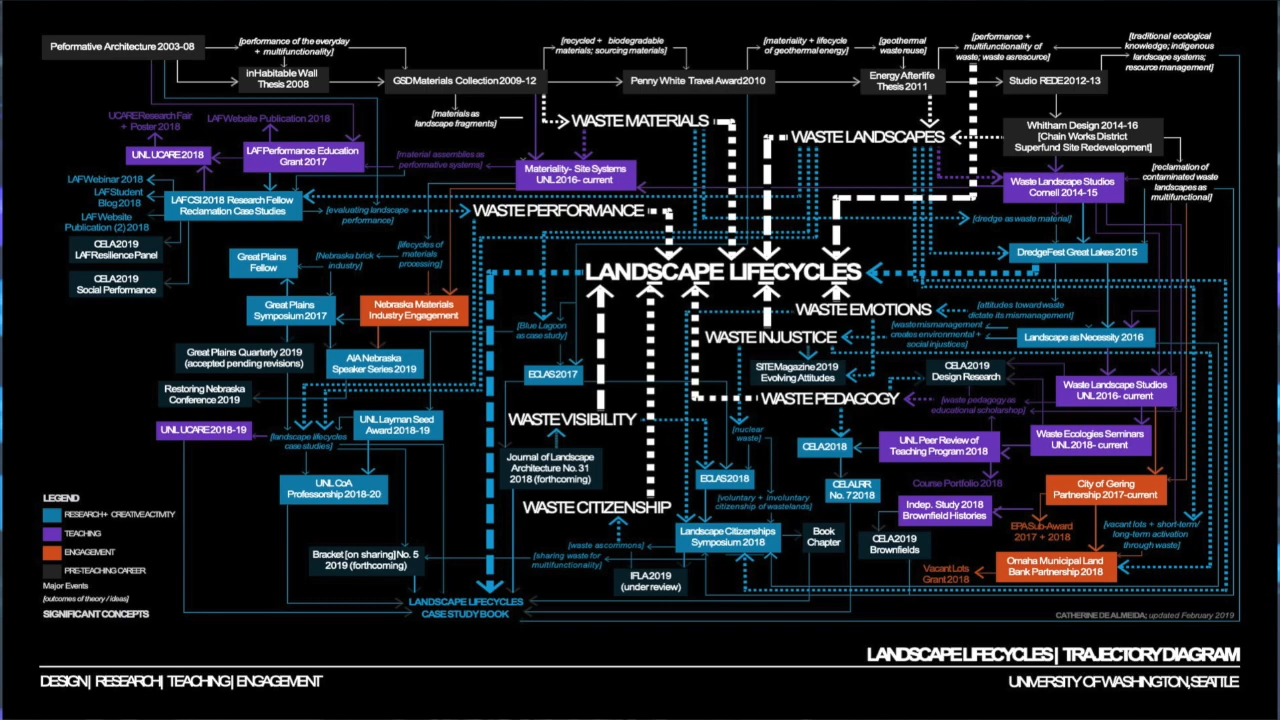 Peformative Architecture 2003-08
[performance of the everyday
+ multifunctionality]
inHabitable Wall
Thesis 2008
GSD Materials Collection 2009-12
[recycled + biodegradable
materials; sourcing materials]
Penny White Travel Award 2010
[materiality + lifecycle
of geothermal energy]
[geothermal
waste reuse]
Energy Afterlife
Thesis 2011
[performance +
multifunctionality of
waste; waste as resource]
Studio REDE 2012-13
[traditional ecological
knowledge; indigenous
landscape systems;
resource management]
[materials as
landscape fragments]
WASTE MATERIALS
WASTE LANDSCAPES
Whitham Design 2014-16
[Chain Works District
Superfund Site Redevelopment]
UCARE Research Fair
+ Poster 2018
LAF Website Publication 2018
UNL UCARE 2018
LAF Performance Education
Grant 2017
[material assemblies as
performative systems]
Materiality- Site Systems
UNL 2016- current
Waste Landscape Studios
Cornell 2014-15
[reclamation of
contaminated waste
landscapes as
multifunctional]
LAF Webinar 2018
LAF Student
Blog 2018
LAF Website
Publication (2) 2018
LAF CSI 2018 Research Fellow
Reclamation Case Studies
[evaluating landscape
performance]
WASTE PERFORMANCE
[dredge as waste material]
CELA 2019
LAF Resilience Panel
CELA 2019
Social Performance
Great Plains
Fellow
[Nebraska brick
industry]
[lifecycles of
materials
processing]
DredgeFest Great Lakes 2015
LANDSCAPE LIFECYCLES
Great Plains
Symposium 2017
Nebraska Materials
Industry Engagement
[Blue Lagoon
as case study]
WASTE EMOTIONS
[attitudes toward waste
dictate its mismanagement]
WASTE INJUSTICE
[waste mismanagement
creates environmental +
social injustices]
Landscape as Necessity 2016
Great Plains Quarterly 2019
(accepted pending revisions)
AIA Nebraska
Speaker Series 2019
ECLAS 2017
SITE Magazine 2019
Evolving Attitudes
CELA 2019
Design Research
Restoring Nebraska
Conference 2019
WASTE PEDAGOGY
[waste pedagogy as
educational scholarship]
Waste Landscape Studios
UNL 2016- current
UNL UCARE 2018-19
[landscape lifecycles
case studies]
UNL Layman Seed
Award 2018-19
WASTE VISIBILITY
[nuclear
waste]
CELA 2018
UNL Peer Review of
Teaching Program 2018
Waste Ecologies Seminars
UNL 2018- current
Journal of Landscape
Architecture No. 31
2018 (forthcoming)
ECLAS 2018
UNL CoA
Professorship 2018-20
CELA LRR
No. 7 2018
Course Portfolio 2018
City of Gering
Partnership 2017-current
WASTE CITIZENSHIP
[voluntary + involuntary
citizenship of wastelands]
Indep. Study 2018
Brownfield Histories
LEGEND
RESEARCH + CREATIVE ACTIVITY
TEACHING
ENGAGEMENT
PRE-TEACHING CAREER
Major Events
[outcomes of theory / ideas]
SIGNIFICANT CONCEPTS
Landscape Citizenships
Symposium 2018
Book
Chapter
CELA 2019
Brownfields
EPA Sub-Award
2017 + 2018
[vacant lots + short-term/
long-term activation
through waste]
Bracket [on sharing] No. 5
2019 (forthcoming)
[waste as commons]
[sharing waste for
multifunctionality]
IFLA 2019
(under review)
Vacant Lots
Grant 2018
Omaha Municipal Land
Bank Partnership 2018
LANDSCAPE LIFECYCLES
CASE STUDY BOOK
CATHERINE DE ALMEIDA; updated February 2019
LANDSCAPE LIFECYCLES | TRAJECTORY DIAGRAM
DESIGN | RESEARCH | TEACHING | ENGAGEMENT
UNIVERSITY OF WASHINGTON, SEATTLE